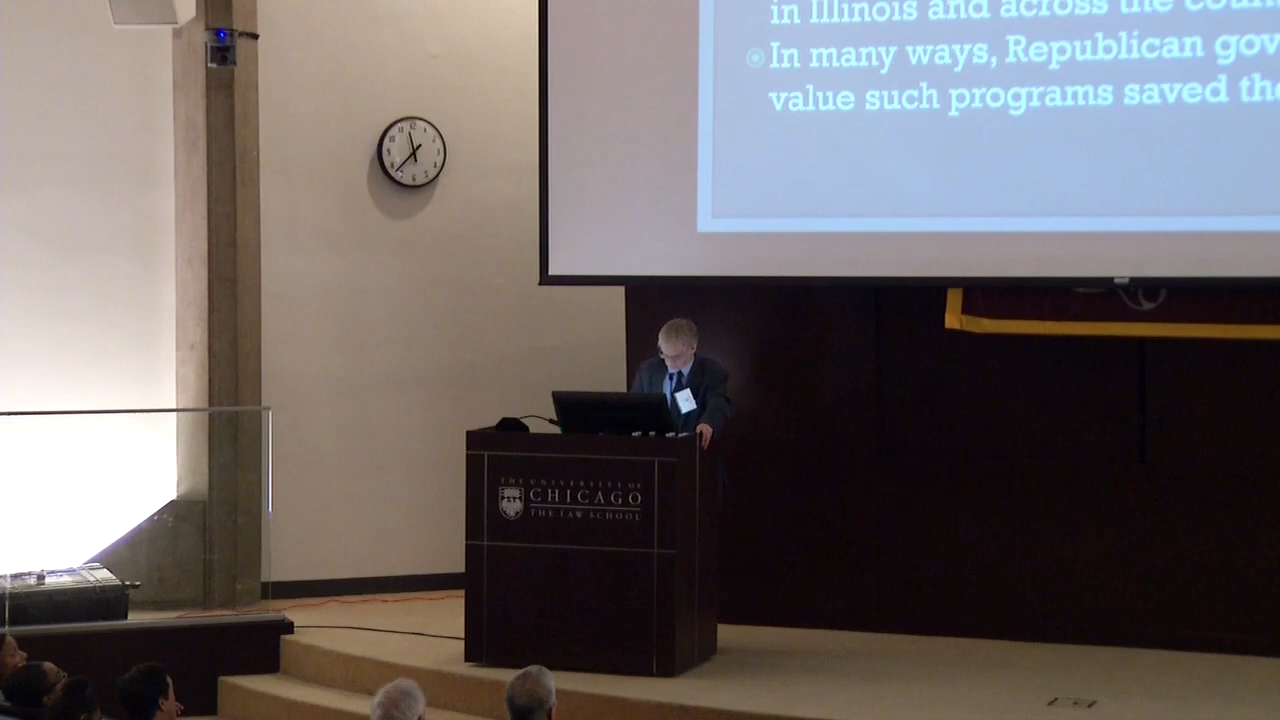 in Illinois and across the coun
In many ways, Republican gov
value such programs saved the
THE UNIVERSITY OF
CHICAGO
THE LAW SCHOOL